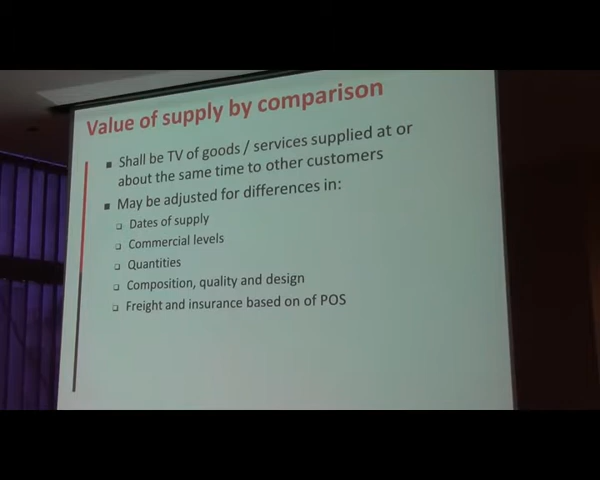 Value of supply by comparison
Shall be TV of goods / services supplied at or
about the same time to other customers
May be adjusted for differences in:
Dates of supply
Commercial levels
Quantities
Composition, quality and design
Freight and insurance based on of POS